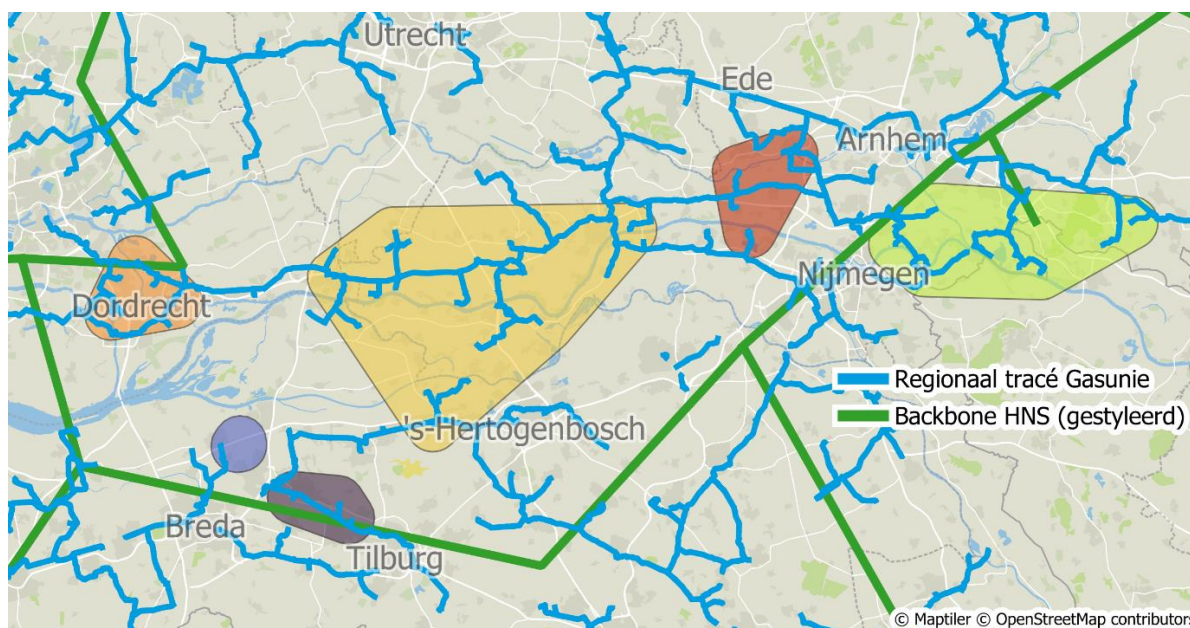 Utrecht
Ede
Arnhem
Dordrecht
Nijmegen
Regionaal tracé Gasunie
Backbone HNS (gestyleerd)
's-Hertogenbosch
Breda
Tilburg
© Maptiler © OpenStreetMap contributors